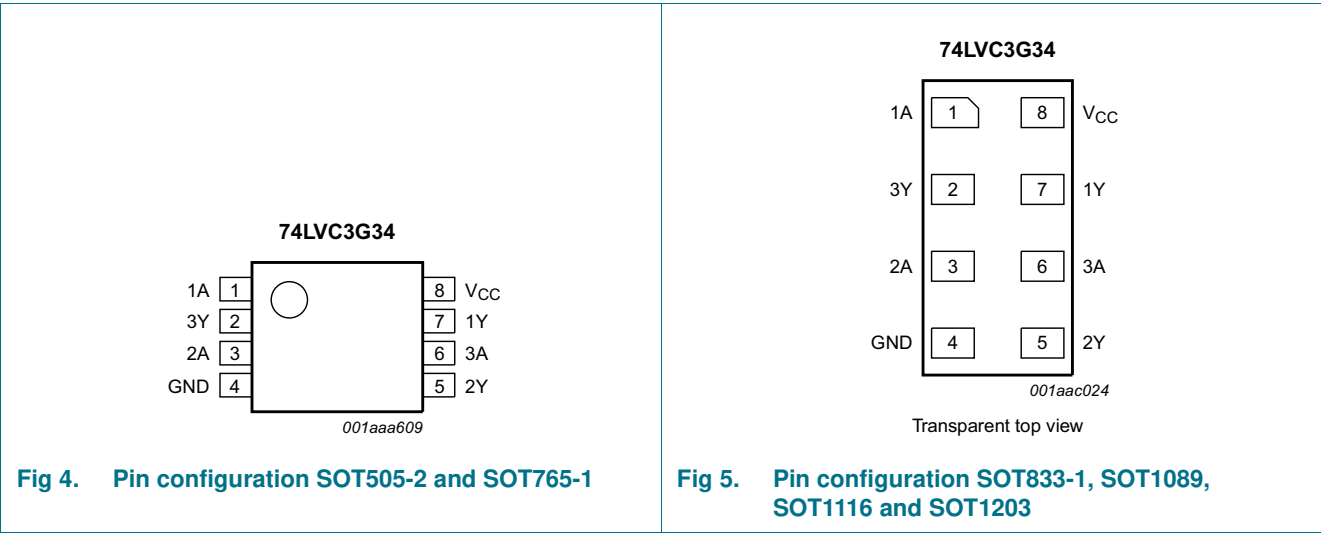 74LVC3G34
1A 1 8 VCC
3Y 2 7 1Y
2A 3 6 3A
GND 4 5 2Y
001aaa609
Fig 4. Pin configuration SOT505-2 and SOT765-1
74LVC3G34
1A 1 8 VCC
3Y 2 7 1Y
2A 3 6 3A
GND 4 5 2Y
001aac024
Transparent top view
Fig 5. Pin configuration SOT833-1, SOT1089,
SOT1116 and SOT1203